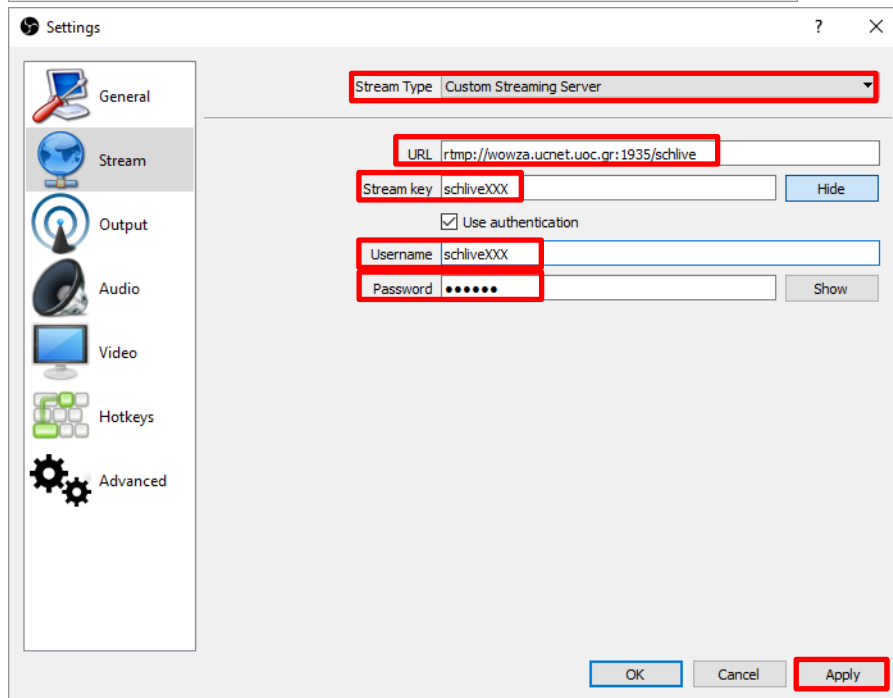 Settings
?
General
Stream
Output
Audio
Video
Hotkeys
Advanced
Stream Type Custom Streaming Server
URL rtmp://wowza.ucnet.uoc.gr:1935/schlive
Stream key schliveXXX Hide
Use authentication
Username schliveXXX
Password ●●●●●● Show
OK Cancel Apply